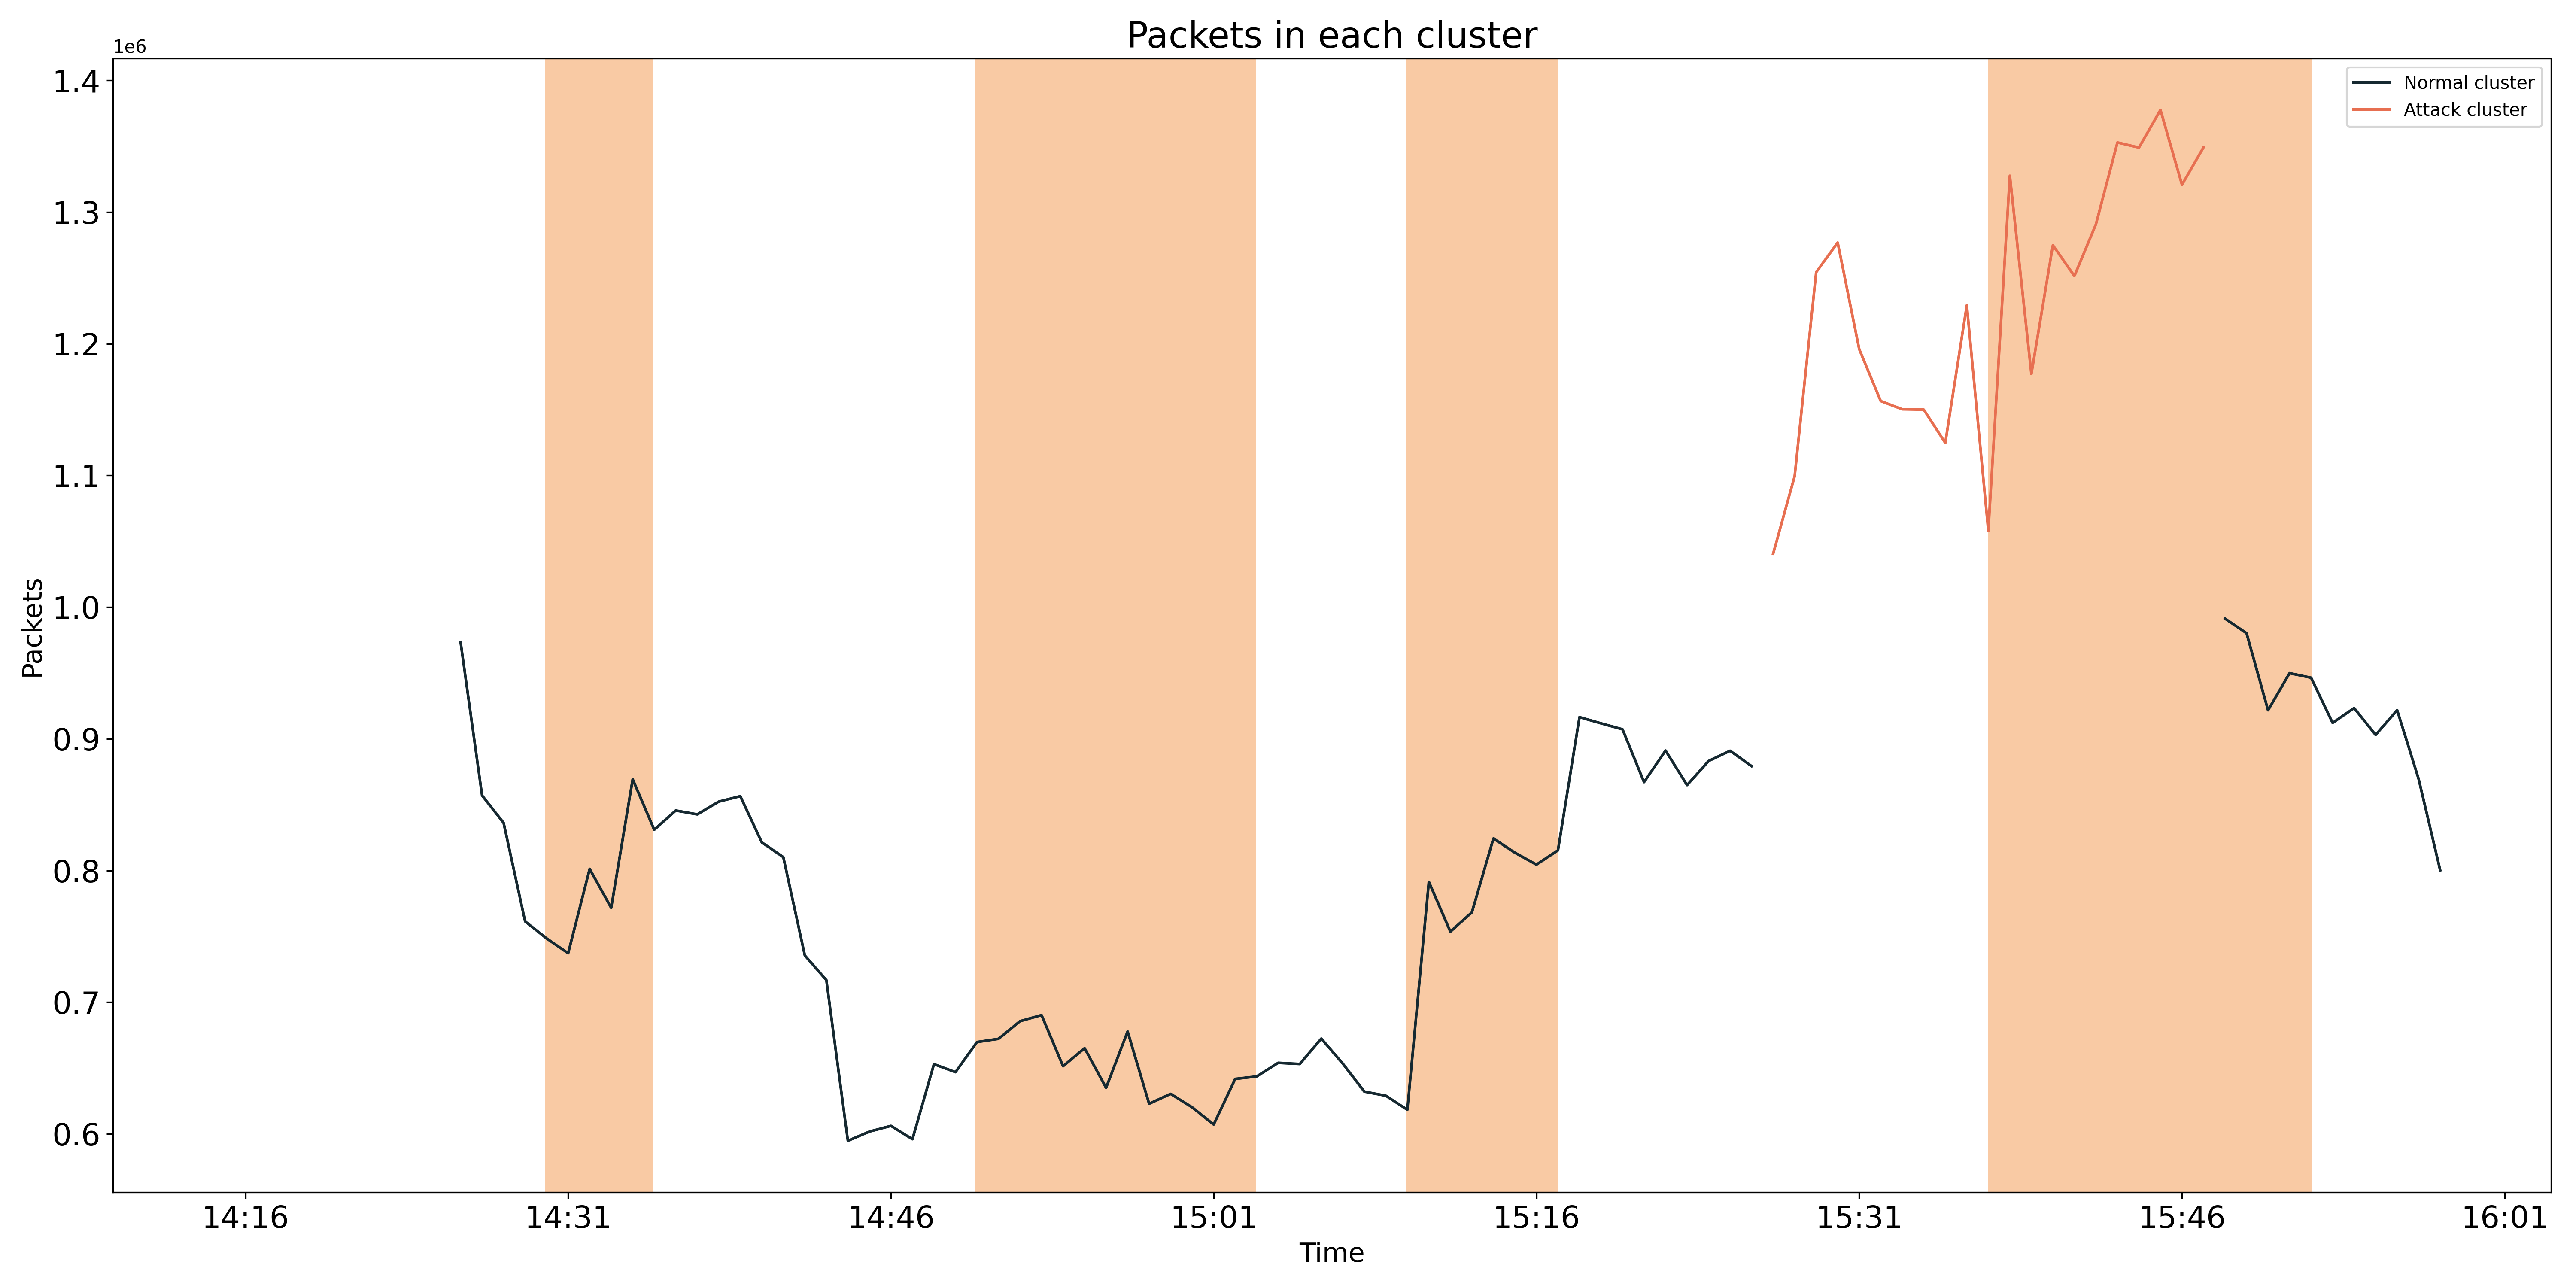 Packets in each cluster
1e6
Normal cluster
Attack cluster
1.4
1.3
1.2
1.1
1.0
0.9
0.8
0.7
0.6
Packets
14:16 14:31 14:46 15:01 15:16 15:31 15:46 16:01
Time